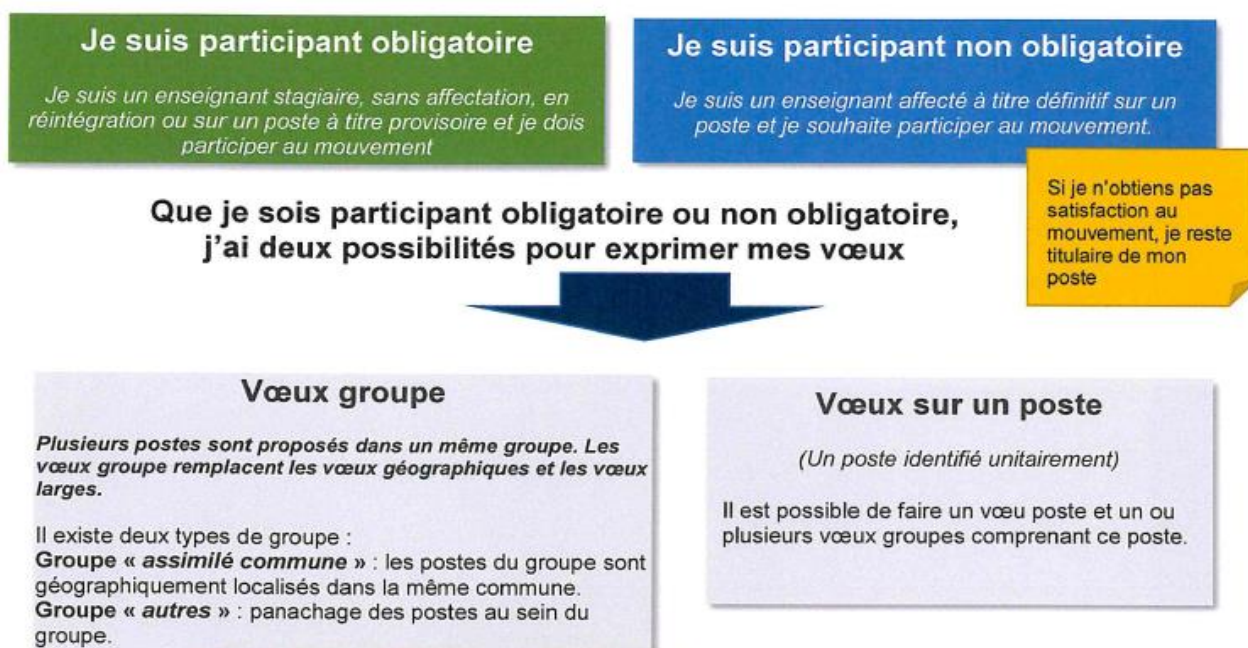 Je suis participant obligatoire
Je suis un enseignant stagiaire, sans affectation, en
réintégration ou sur un poste à titre provisoire et je dois
participer au mouvement
Je suis participant non obligatoire
Je suis un enseignant affecté à titre définitif sur un
poste et je souhaite participer au mouvement.
Si je n'obtiens pas
satisfaction au
mouvement, je reste
titulaire de mon
poste
Que je sois participant obligatoire ou non obligatoire,
j'ai deux possibilités pour exprimer mes vœux
Vœux groupe
Plusieurs postes sont proposés dans un même groupe. Les
vœux groupe remplacent les vœux géographiques et les vœux
larges.
Il existe deux types de groupe :
Groupe « assimilé commune » : les postes du groupe sont
géographiquement localisés dans la même commune.
Groupe « autres » : panachage des postes au sein du
groupe.
Vœux sur un poste
(Un poste identifié unitairement)
Il est possible de faire un vœu poste et un ou
plusieurs vœux groupes comprenant ce poste.